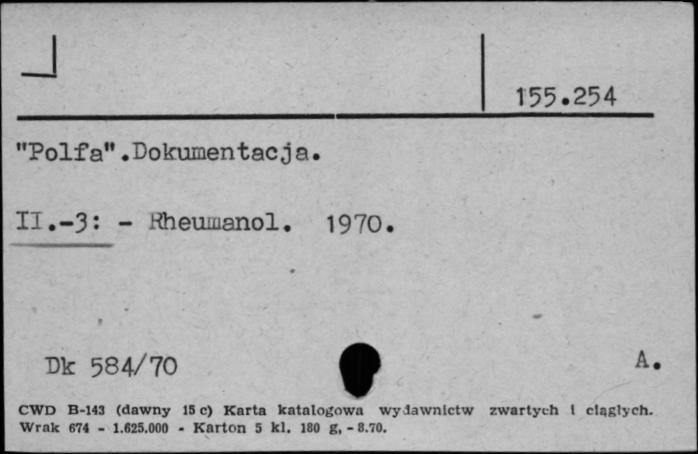 155.254
"Polfa".Dokumentacja.
II.-3: - Rheumanol. 1970.
Dk 584/70
A.
CWD B-143 (dawny 15 c) Karta katalogowa wydawnictw zwartych i ciągłych.
Wrak 674 - 1.625.000 - Karton 5 kl. 180 g, - 8.70.